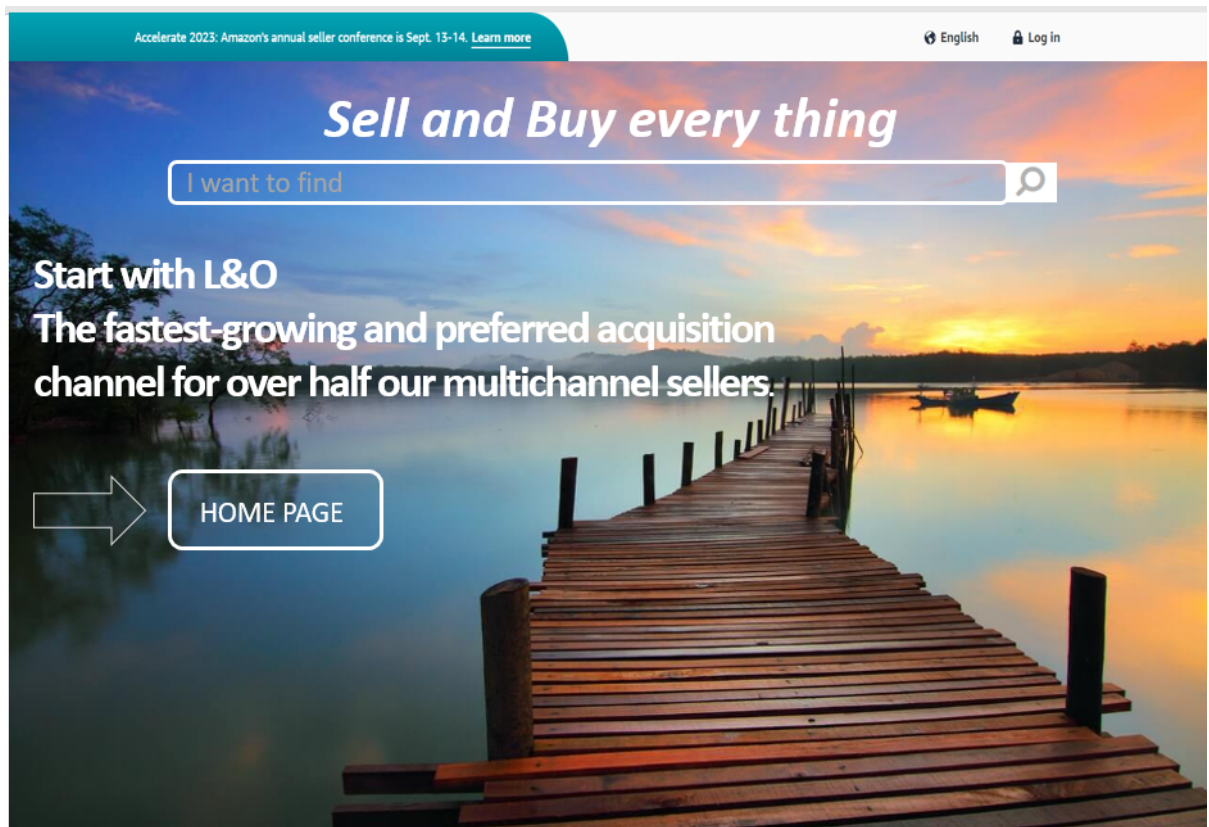 Accelerate 2023: Amazon's annual seller conference is Sept. 13-14. Learn more
English
Log in
Sell and Buy every thing
I want to find
Start with L&O
The fastest-growing and preferred acquisition
channel for over half our multichannel sellers.
HOME PAGE